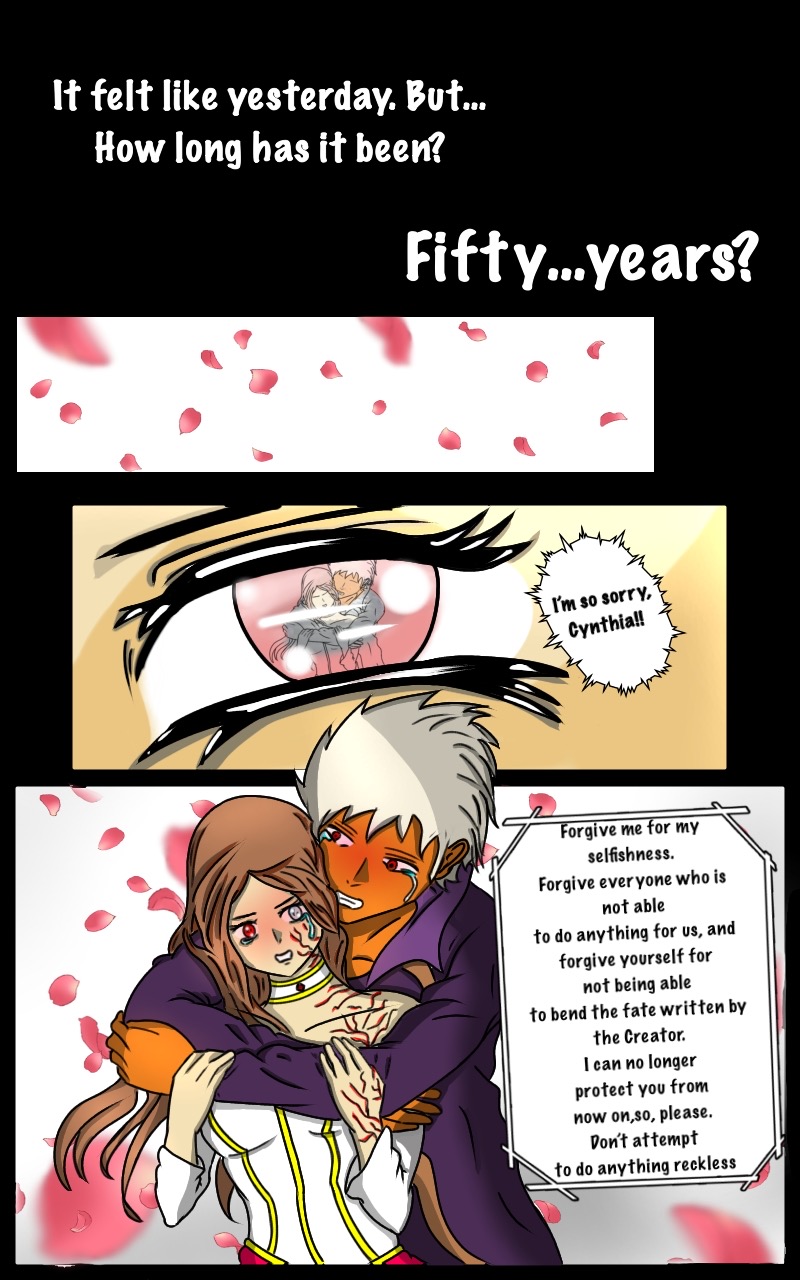 It felt like yesterday. But...
How long has it been?
Fifty...years?
I'm so sorry,
Cynthia!!
Forgive me for my
selfishness.
Forgive everyone who is
not able
to do anything for us, and
forgive yourself for
not being able
to bend the fate written by
the Creator.
I can no longer
protect you from
now on,so, please.
Don't attempt
to do anything reckless